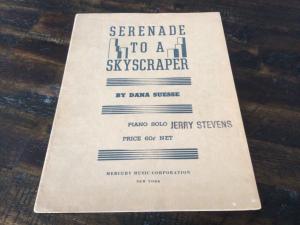 SERENADE
TO A
SKYSCRAPER
BY DANA SUESSE
PIANO SOLO JERRY STEVENS
PRICE 60¢ NET
MERCURY MUSIC CORPORATION
NEW YORK